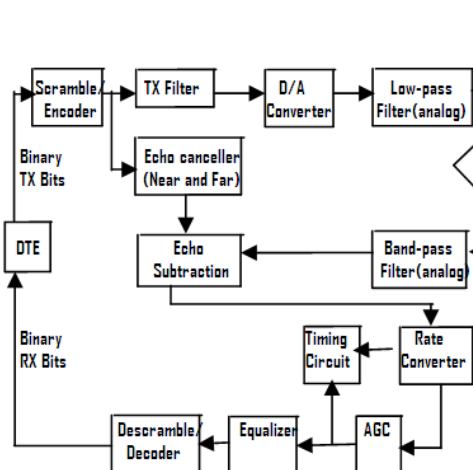 Scramble/
Encoder
TX Filter
D/A
Converter
Low-pass
Filter(analog)
Binary
TX Bits
Echo canceller
(Near and Far)
DTE
Echo
Subtraction
Band-pass
Filter(analog)
Binary
RX Bits
Timing
Circuit
Rate
Converter
Descramble/
Decoder
Equalizer
AGC